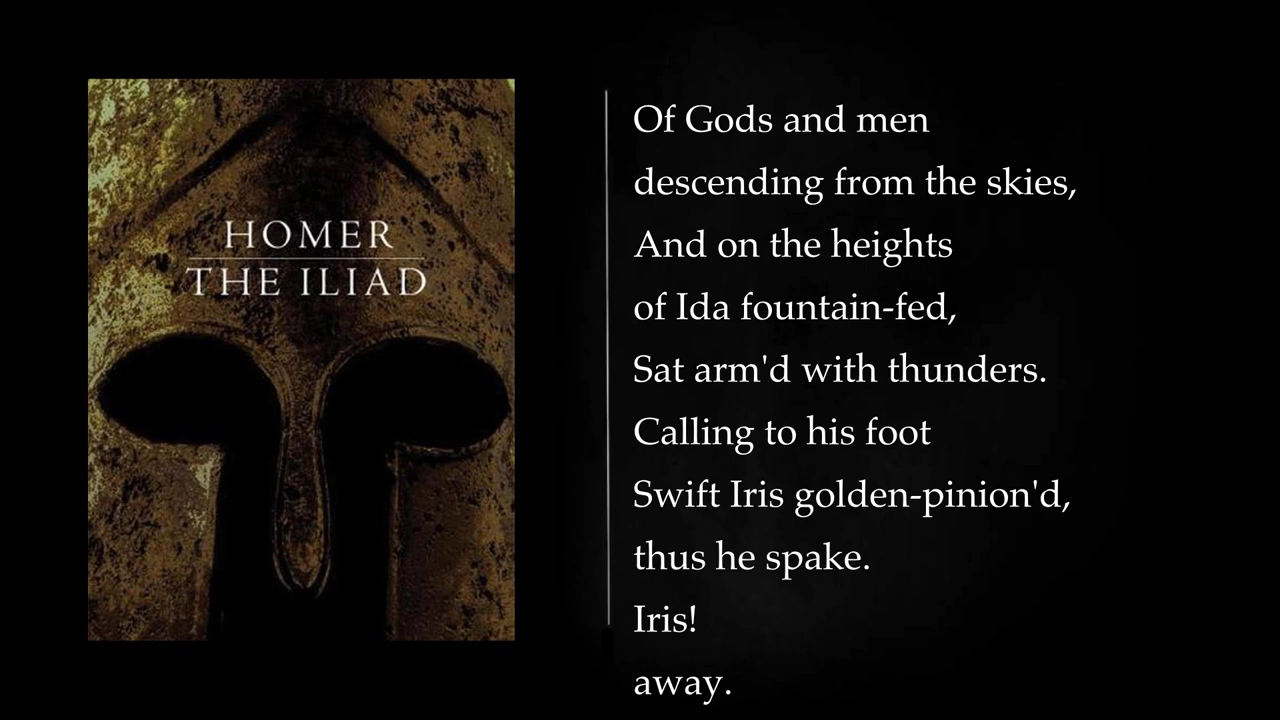 HOMER
THE ILIAD
Of Gods and men
descending from the skies,
And on the heights
of Ida fountain-fed,
Sat arm'd with thunders.
Calling to his foot
Swift Iris golden-pinion'd,
thus he spake.
Iris!
away.